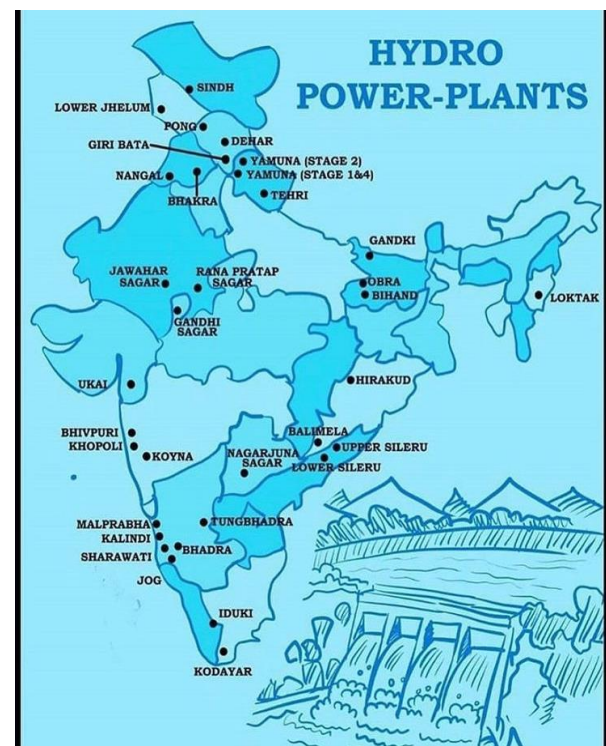 HYDRO
POWER-PLANTS
SINDH
LOWER JHELUM
PONG
GIRI BATA
DEHAR
YAMUNA (STAGE 2)
NANGAL
YAMUNA (STAGE 1&4)
BHAKRA
TEHRI
GANDKI
JAWAHAR
SAGAR
RANA PRATAP
SAGAR
OBRA
BIHAND
LOKTAK
GANDHI
SAGAR
UKAI
HIRAKUD
BHIVPURI
KHOPOLI
KOYNA
BALIMELA
NAGARJUNA
SAGAR
UPPER SILERU
LOWER SILERU
MALPRABHA
TUNGBHADRA
KALINDI
SHARAWATI
BHADRA
JOG
IDUKI
KODAYAR